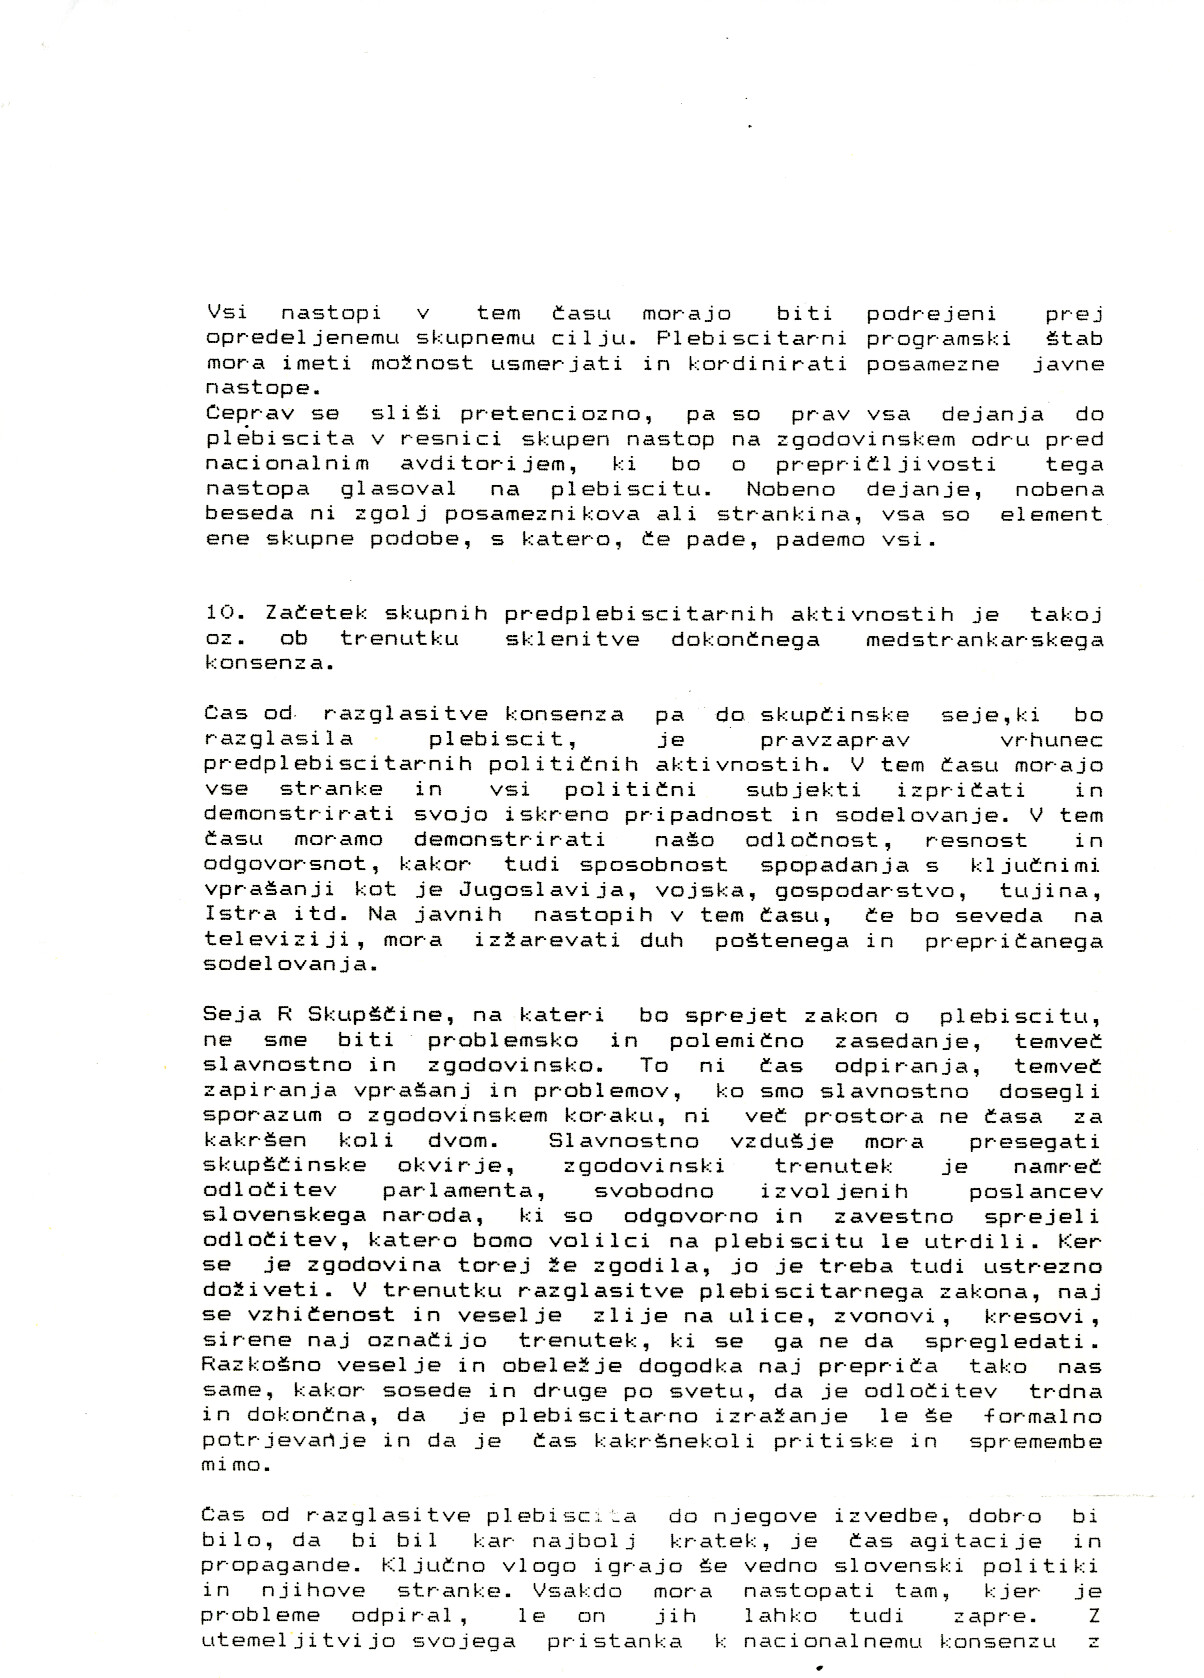 Vsi nastopi v tem času morajo biti podrejeni prej
opredeljenemu skupnemu cilju. Plebiscitarni programski štab
mora imeti možnost usmerjati in kordinirati posamezne javne
nastope.
Čeprav se sliši pretenciozno, pa so prav vsa dejanja do
plebiscita v resnici skupen nastop na zgodovinskem odru pred
nacionalnim avditorijem, ki bo o prepričljivosti tega
nastopa glasoval na plebiscitu. Nobeno dejanje, nobena
beseda ni zgolj posameznikova ali strankina, vsa so element
ene skupne podobe, s katero, če pade, pademo vsi.
10. Začetek skupnih predplebiscitarnih aktivnostih je takoj
oz. ob trenutku sklenitve dokončnega medstrankarskega
konsenza.
Čas od razglasitve konsenza pa do skupčinske seje,ki bo
razglasila plebiscit, je pravzaprav vrhunec
predplebiscitarnih političnih aktivnostih. V tem času morajo
vse stranke in vsi politični subjekti izpričati in
demonstrirati svojo iskreno pripadnost in sodelovanje. V tem
času moramo demonstrirati našo odločnost, resnost in
odgovorsnot, kakor tudi sposobnost spopadanja s ključnimi
vprašanji kot je Jugoslavija, vojska, gospodarstvo, tujina,
Istra itd. Na javnih nastopih v tem času, če bo seveda na
televiziji, mora izžarevati duh poštenega in prepričanega
sodelovanja.
Seja R Skupščine, na kateri bo sprejet zakon o plebiscitu,
ne sme biti problemsko in polemično zasedanje, temveč
slavnostno in zgodovinsko. To ni čas odpiranja, temveč
zapiranja vprašanj in problemov, ko smo slavnostno dosegli
sporazum o zgodovinskem koraku, ni več prostora ne časa za
kakršen koli dvom. Slavnostno vzdušje mora presegati
skupščinske okvirje, zgodovinski trenutek je namreč
odločitev parlamenta, svobodno izvoljenih poslancev
slovenskega naroda, ki so odgovorno in zavestno sprejeli
odločitev, katero bomo volilci na plebiscitu le utrdili. Ker
se je zgodovina torej že zgodila, jo je treba tudi ustrezno
doživeti. V trenutku razglasitve plebiscitarnega zakona, naj
se vzhičenost in veselje zlije na ulice, zvonovi, kresovi,
sirene naj označijo trenutek, ki se ga ne da spregledati.
Razkošno veselje in obeležje dogodka naj prepriča tako nas
same, kakor sosede in druge po svetu, da je odločitev trdna
in dokončna, da je plebiscitarno izražanje le še formalno
potrjevanje in da je čas kakršnekoli pritiske in spremembe
mimo.
Čas od razglasitve plebiscita do njegove izvedbe, dobro bi
bilo, da bi bil kar najbolj kratek, je čas agitacije in
propagande. Ključno vlogo igrajo še vedno slovenski politiki
in njihove stranke. Vsakdo mora nastopati tam, kjer je
probleme odpiral, le on jih lahko tudi zapre. Z
utemeljitvijo svojega pristanka k nacionalnemu konsenzu z